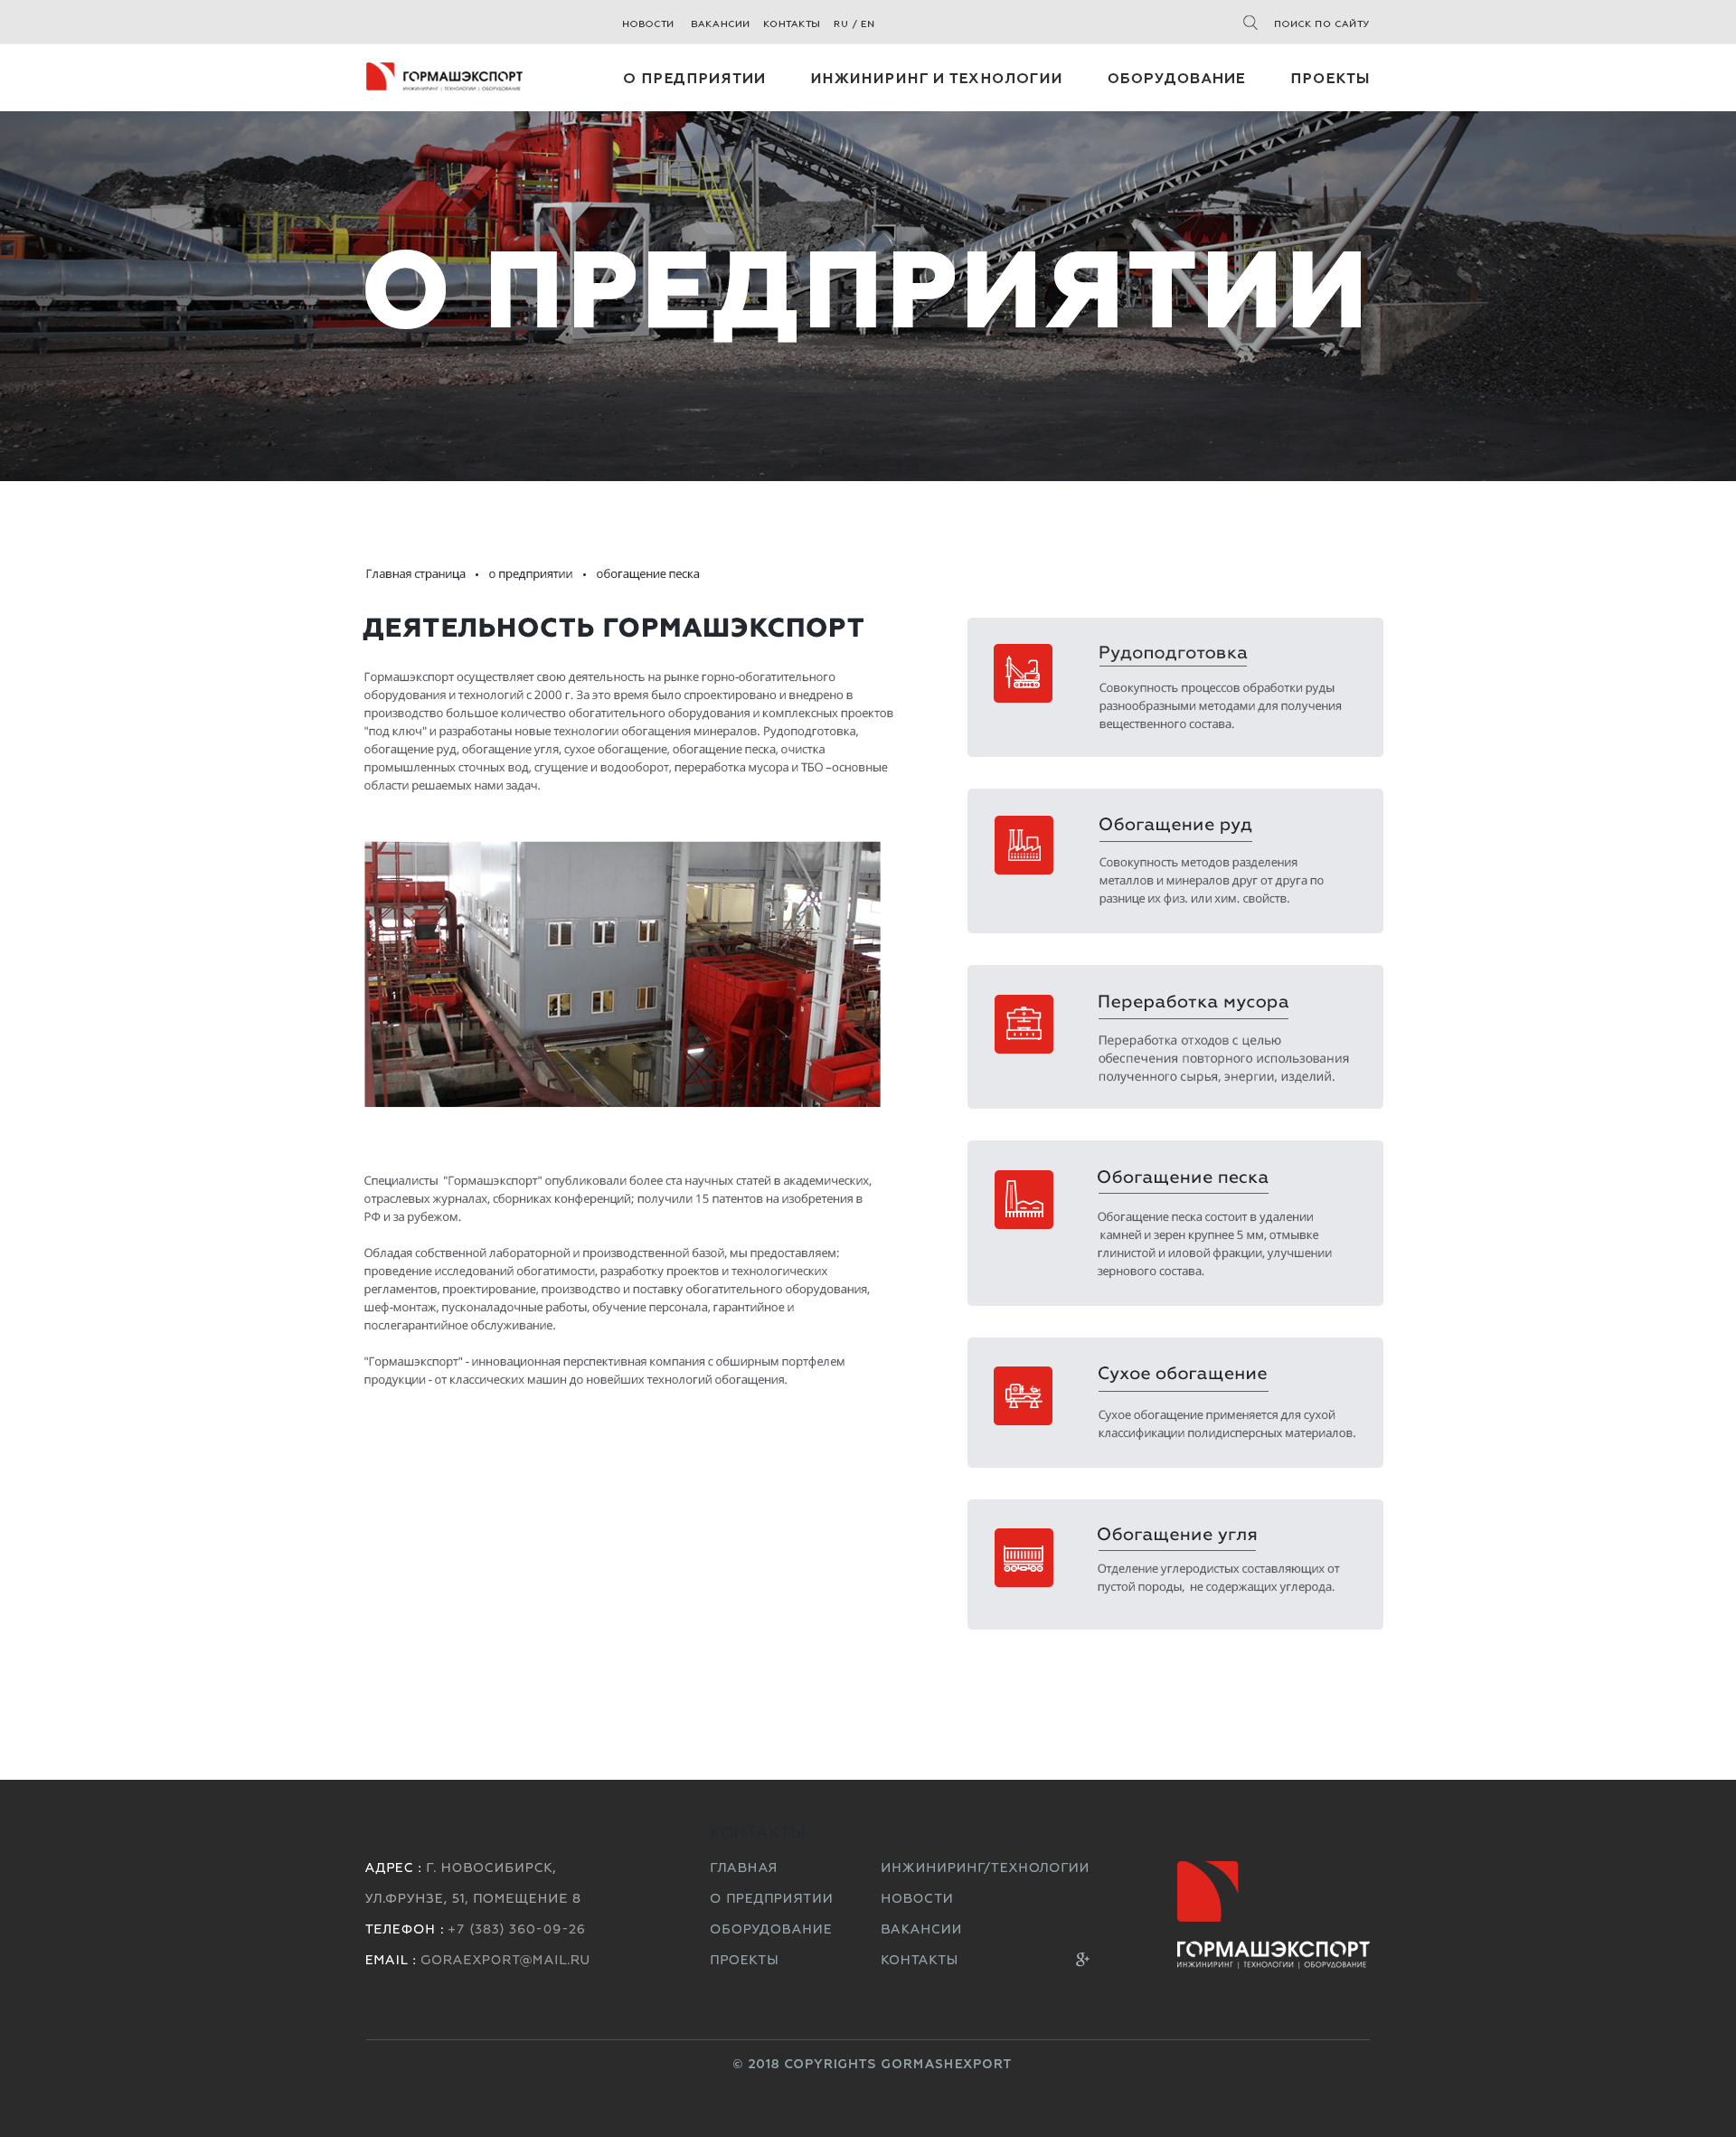 НОВОСТИ ВАКАНСИИ КОНТАКТЫ RU / EN
ПОИСК ПО САЙТУ
ГОРМАШЭКСПОРТ
ИНЖИНИРИНГ | ТЕХНОЛОГИИ | ОБОРУДОВАНИЕ
О ПРЕДПРИЯТИИ ИНЖИНИРИНГ И ТЕХНОЛОГИИ ОБОРУДОВАНИЕ ПРОЕКТЫ
О ПРЕДПРИЯТИИ
Главная страница • о предприятии • обогащение песка
ДЕЯТЕЛЬНОСТЬ ГОРМАШЭКСПОРТ
Гормашэкспорт осуществляет свою деятельность на рынке горно-обогатительного
оборудования и технологий с 2000 г. За это время было спроектировано и внедрено в
производство большое количество обогатительного оборудования и комплексных проектов
"под ключ" и разработаны новые технологии обогащения минералов. Рудоподготовка,
обогащение руд, обогащение угля, сухое обогащение, обогащение песка, очистка
промышленных сточных вод, сгущение и водооборот, переработка мусора и ТБО –основные
области решаемых нами задач.
Специалисты "Гормашэкспорт" опубликовали более ста научных статей в академических,
отраслевых журналах, сборниках конференций; получили 15 патентов на изобретения в
РФ и за рубежом.
Обладая собственной лабораторной и производственной базой, мы предоставляем:
проведение исследований обогатимости, разработку проектов и технологических
регламентов, проектирование, производство и поставку обогатительного оборудования,
шеф-монтаж, пусконаладочные работы, обучение персонала, гарантийное и
послегарантийное обслуживание.
"Гормашэкспорт" - инновационная перспективная компания с обширным портфелем
продукции - от классических машин до новейших технологий обогащения.
Рудоподготовка
Совокупность процессов обработки руды
разнообразными методами для получения
вещественного состава.
Обогащение руд
Совокупность методов разделения
металлов и минералов друг от друга по
разнице их физ. или хим. свойств.
Переработка мусора
Переработка отходов с целью
обеспечения повторного использования
полученного сырья, энергии, изделий.
Обогащение песка
Обогащение песка состоит в удалении
камней и зерен крупнее 5 мм, отмывке
глинистой и иловой фракции, улучшении
зернового состава.
Сухое обогащение
Сухое обогащение применяется для сухой
классификации полидисперсных материалов.
Обогащение угля
Отделение углеродистых составляющих от
пустой породы, не содержащих углерода.
АДРЕС : Г. НОВОСИБИРСК,
УЛ.ФРУНЗЕ, 51, ПОМЕЩЕНИЕ 8
ТЕЛЕФОН : +7 (383) 360-09-26
EMAIL : GORAEXPORT@MAIL.RU
ГЛАВНАЯ
О ПРЕДПРИЯТИИ
ОБОРУДОВАНИЕ
ПРОЕКТЫ
ИНЖИНИРИНГ/ТЕХНОЛОГИИ
НОВОСТИ
ВАКАНСИИ
КОНТАКТЫ
g+
ГОРМАШЭКСПОРТ
ИНЖИНИРИНГ | ТЕХНОЛОГИИ | ОБОРУДОВАНИЕ
© 2018 COPYRIGHTS GORMASHEXPORT